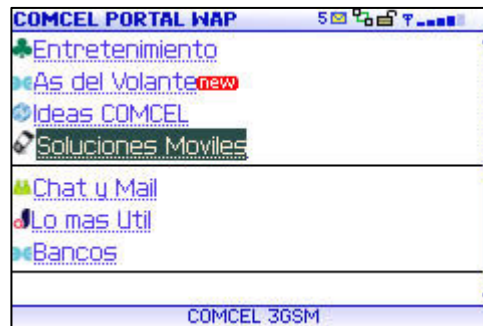 COMCEL PORTAL WAP 5
Entretenimiento
As del Volante new
Ideas COMCEL
Soluciones Moviles
Chat y Mail
Lo mas Util
Bancos
COMCEL 3GSM